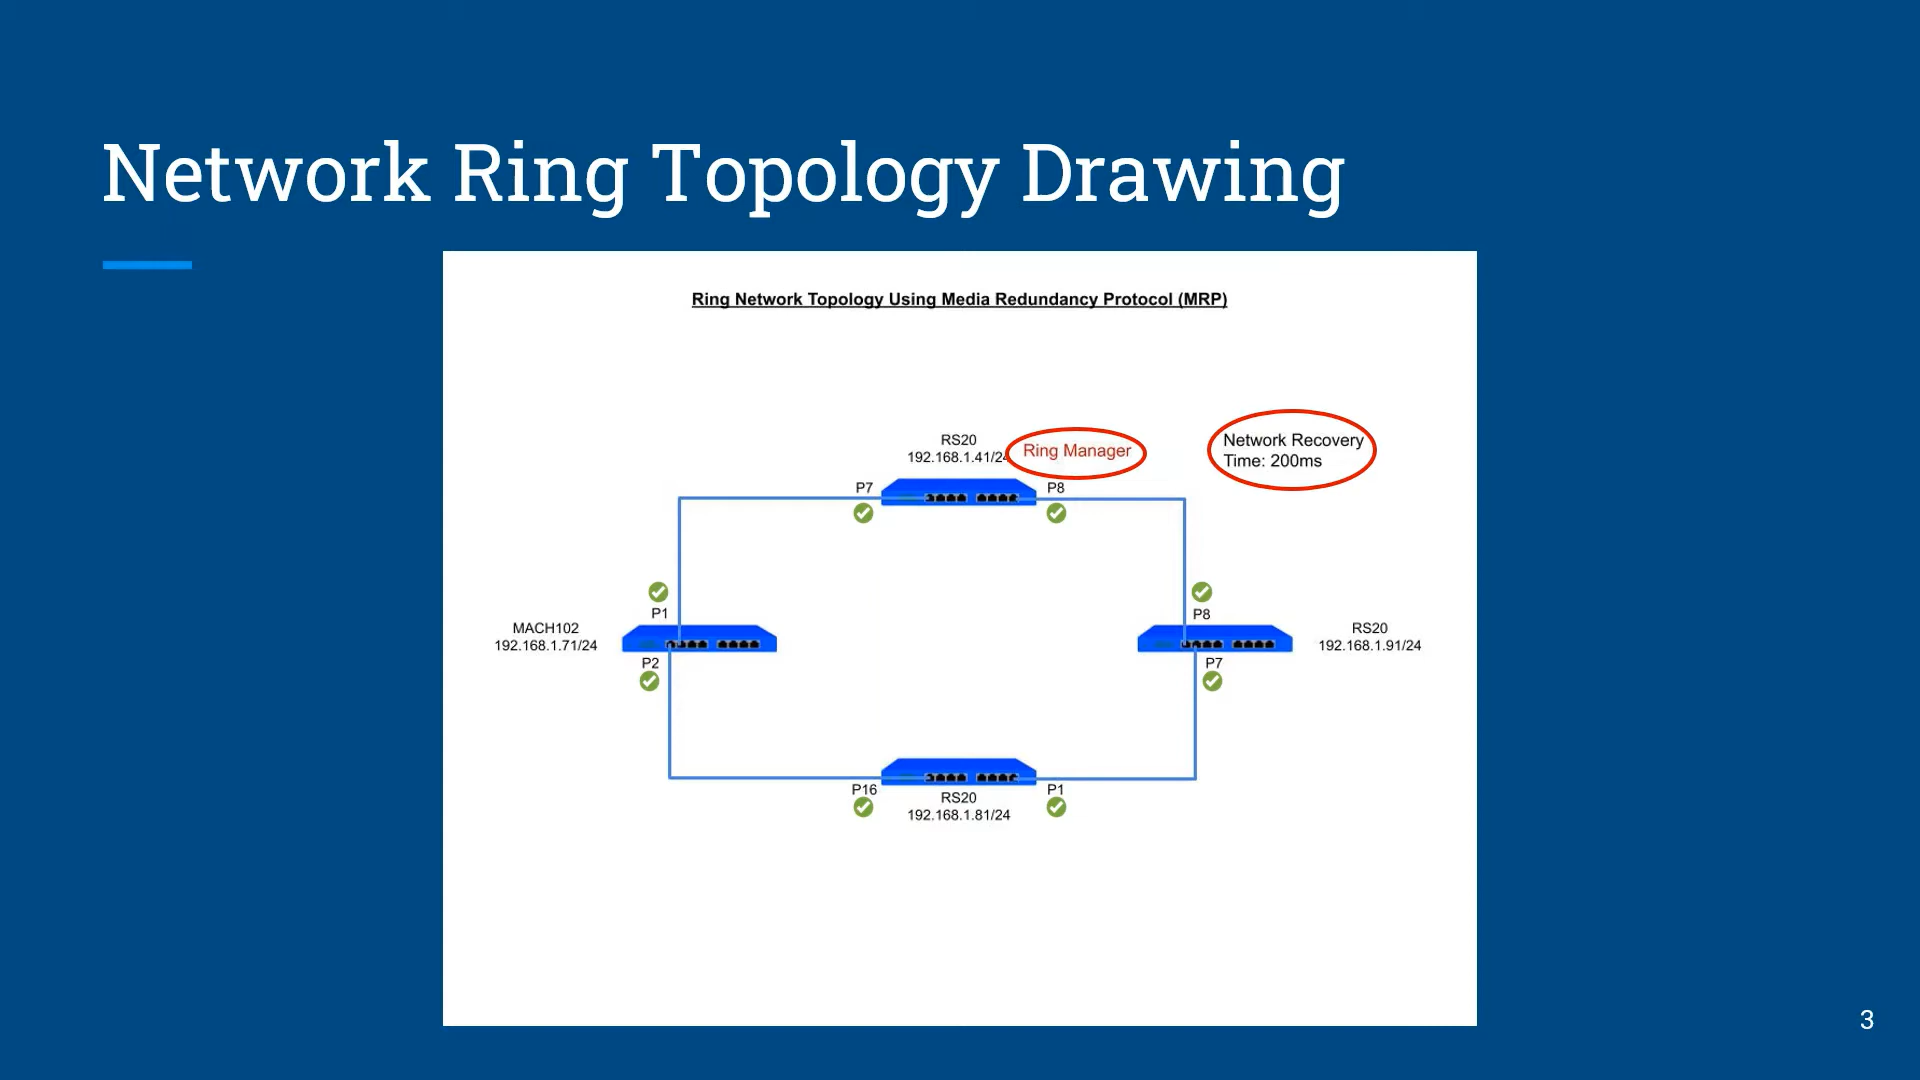 Network Ring Topology Drawing
Ring Network Topology Using Media Redundancy Protocol (MRP)
RS20
192.168.1.41/24
Ring Manager
Network Recovery
Time: 200ms
P7
P8
P1
MACH102
192.168.1.71/24
P2
P8
RS20
192.168.1.91/24
P7
P16
RS20
192.168.1.81/24
P1
3